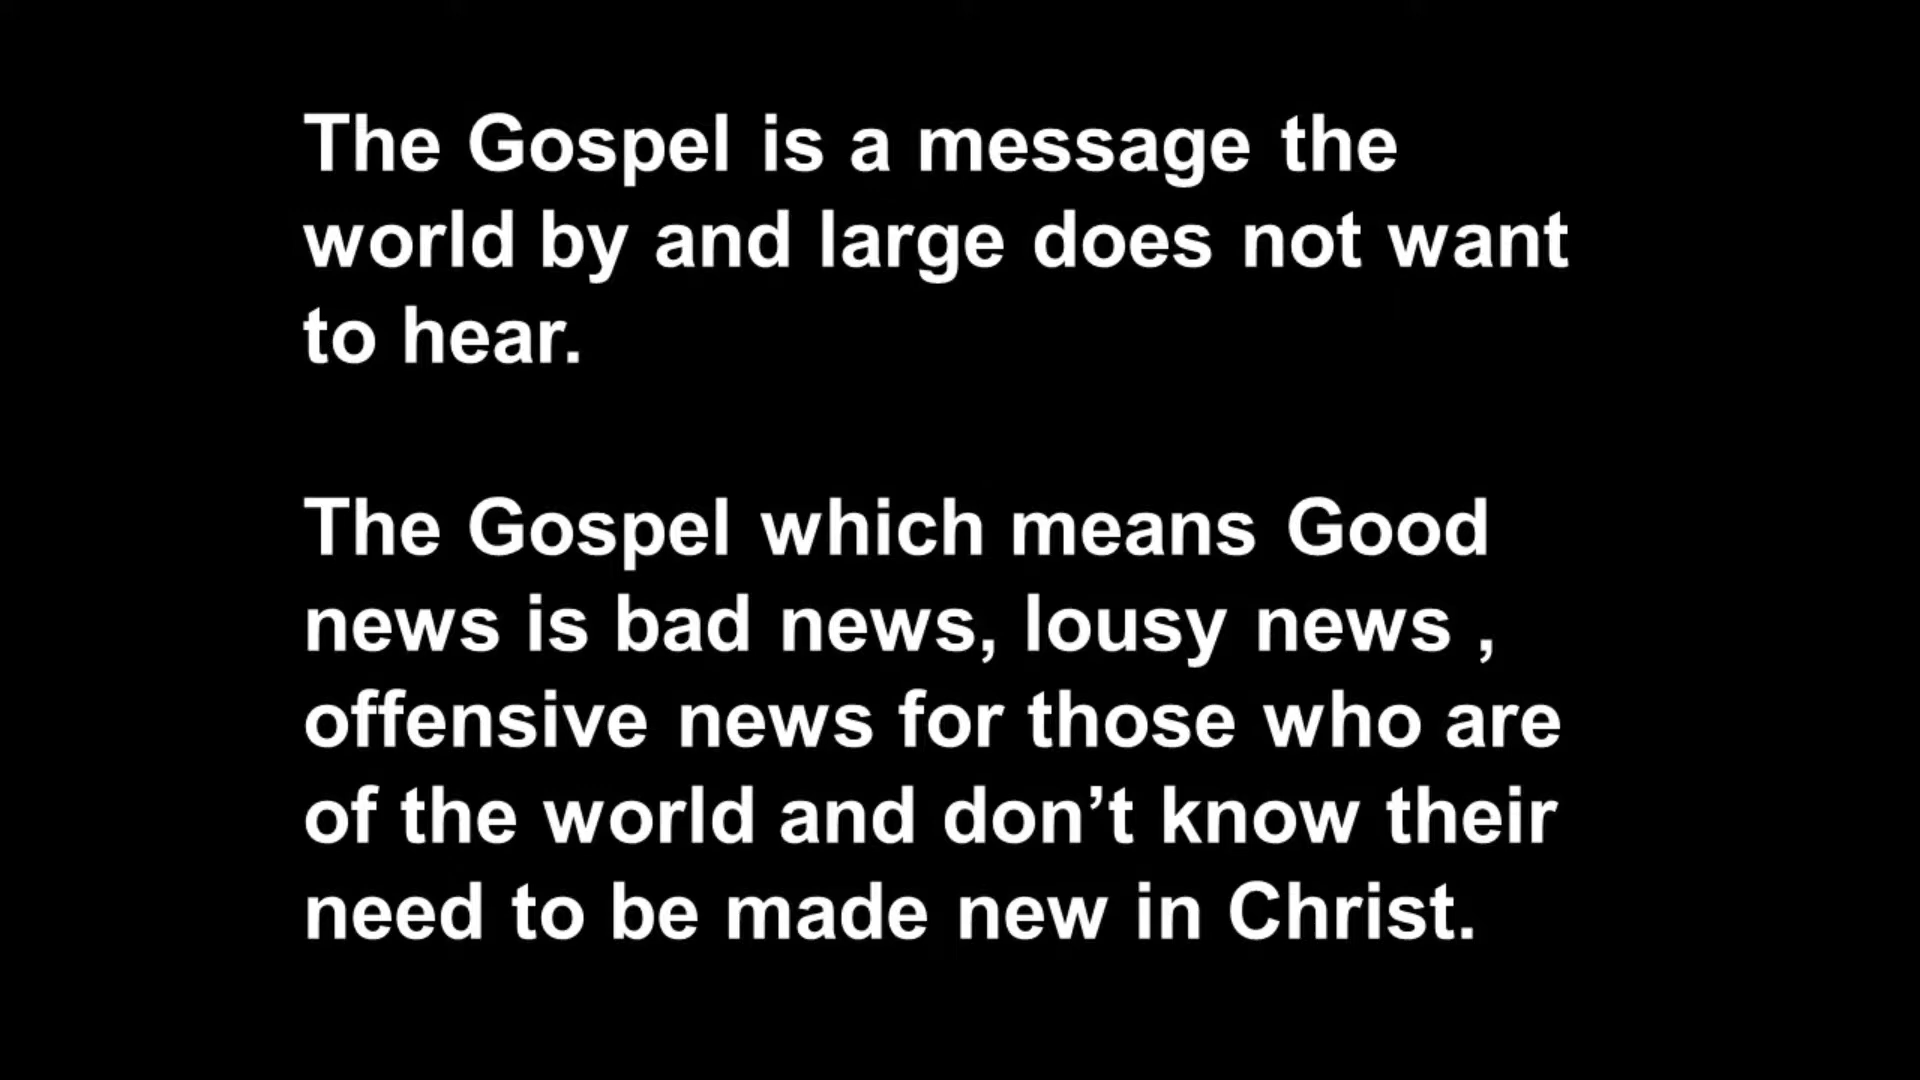 The Gospel is a message the
world by and large does not want
to hear.
The Gospel which means Good
news is bad news, lousy news ,
offensive news for those who are
of the world and don’t know their
need to be made new in Christ.